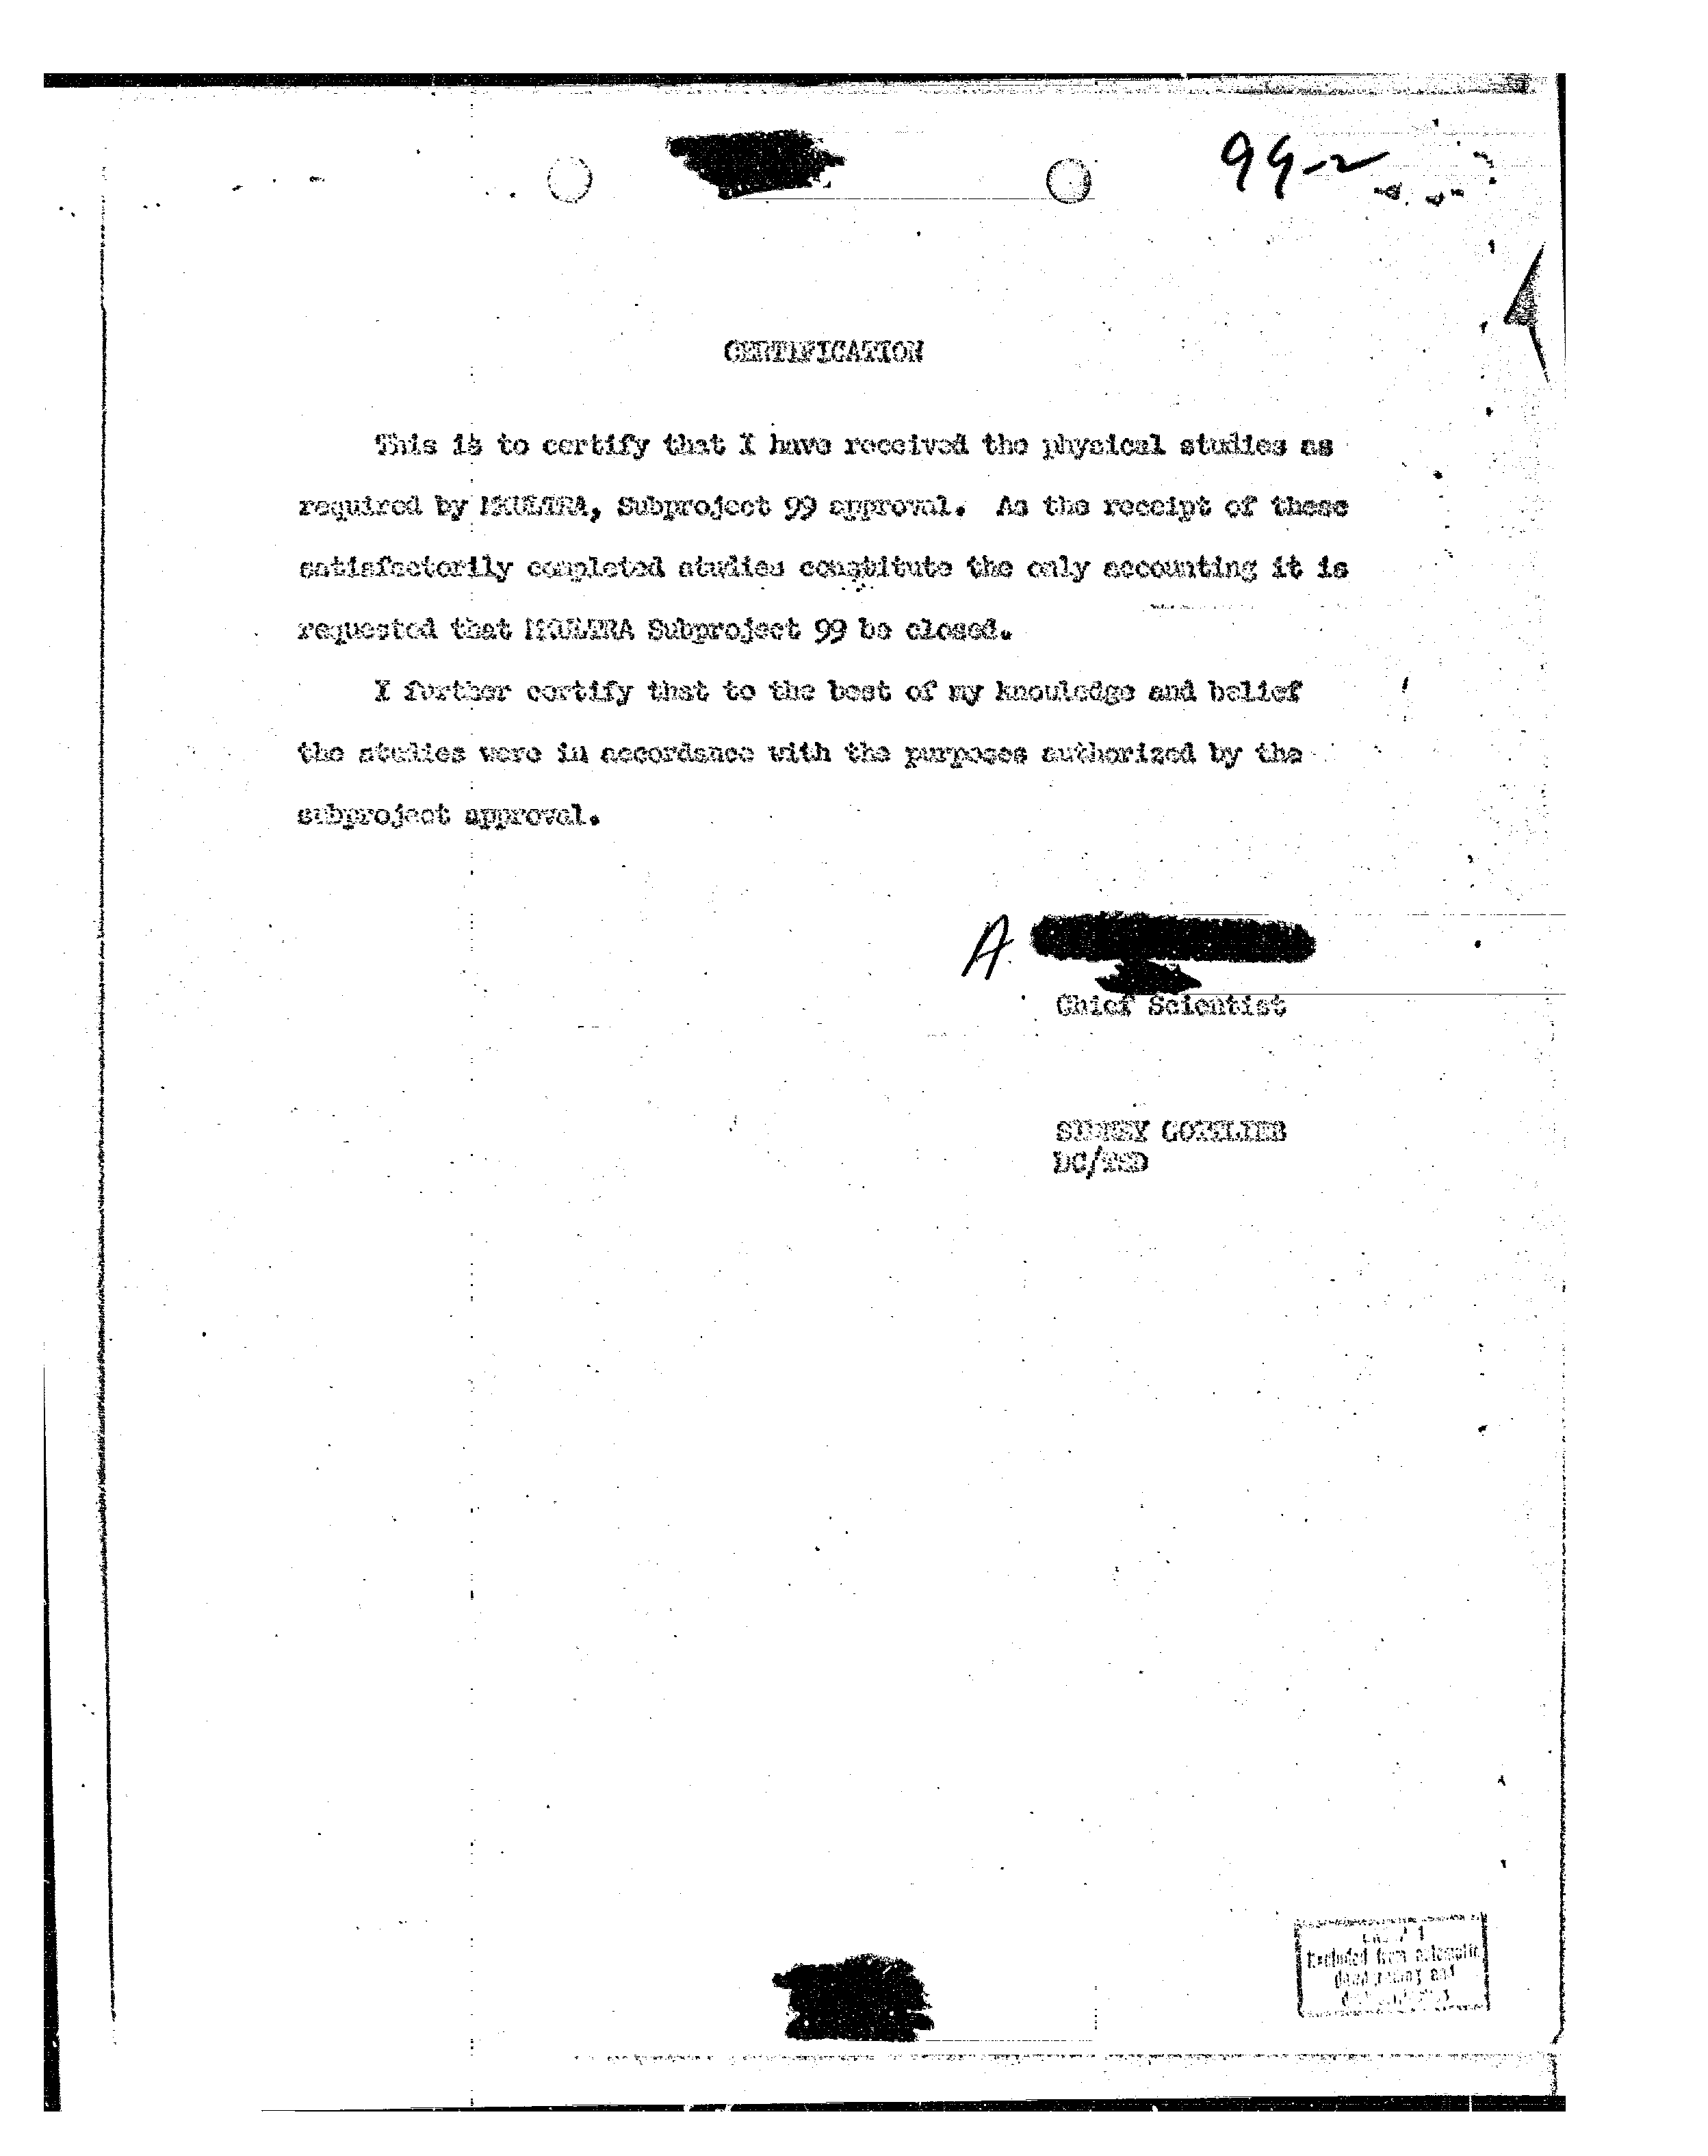 99-2
CERTIFICATION
This is to certify that I have received the physical studies as
required by MKULTRA, Subproject 99 approval. As the receipt of these
satisfactorily completed studies constitute the only accounting it is
requested that MKULTRA Subproject 99 be closed.
I further certify that to the best of my knowledge and belief
the studies were in accordance with the purposes authorized by the
subproject approval.
A
Chief Scientist
SIDNEY GOTTLIEB
DC/TSD
Excluded from automatic
downgrading and